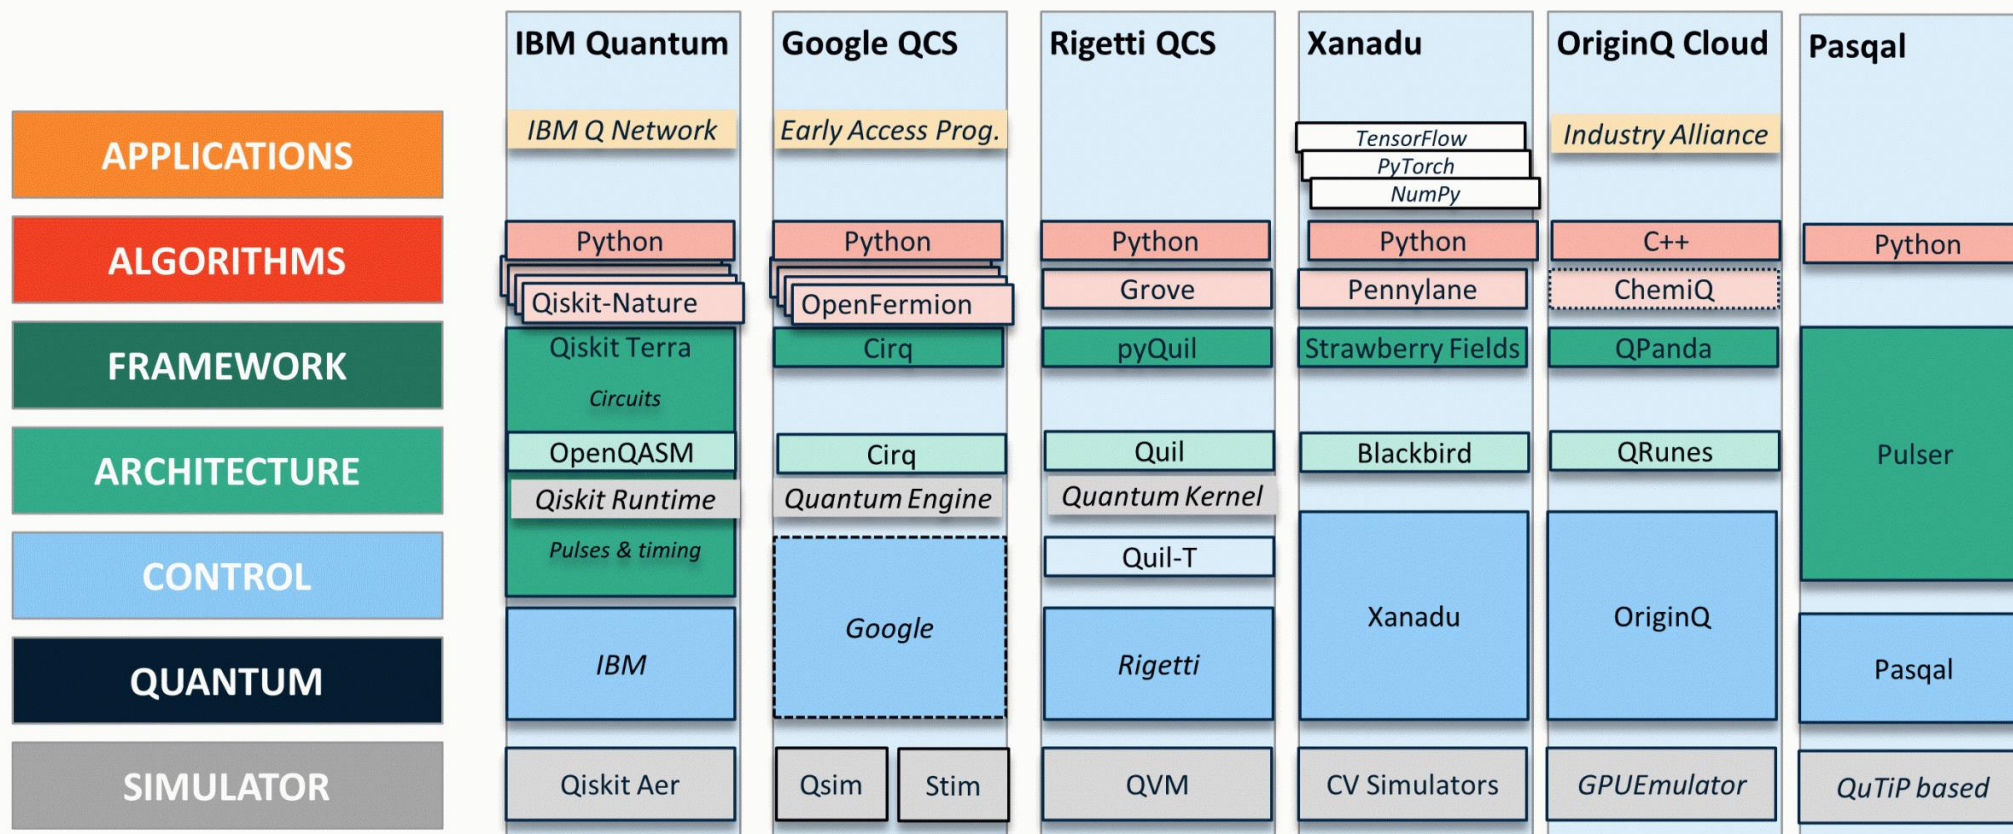 IBM Quantum
Google QCS
Rigetti QCS
Xanadu
OriginQ Cloud
Pasqal
APPLICATIONS
IBM Q Network
Early Access Prog.
TensorFlow
PyTorch
NumPy
Industry Alliance
ALGORITHMS
Python
Python
Python
Python
C++
Python
Qiskit-Nature
OpenFermion
Grove
Pennylane
ChemiQ
FRAMEWORK
Qiskit Terra
Circuits
Cirq
pyQuil
Strawberry Fields
QPanda
ARCHITECTURE
OpenQASM
Cirq
Quil
Blackbird
QRunes
Pulser
Qiskit Runtime
Quantum Engine
Quantum Kernel
CONTROL
Pulses & timing
Quil-T
QUANTUM
IBM
Google
Rigetti
Xanadu
OriginQ
Pasqal
SIMULATOR
Qiskit Aer
Qsim
Stim
QVM
CV Simulators
GPUEmulator
QuTiP based